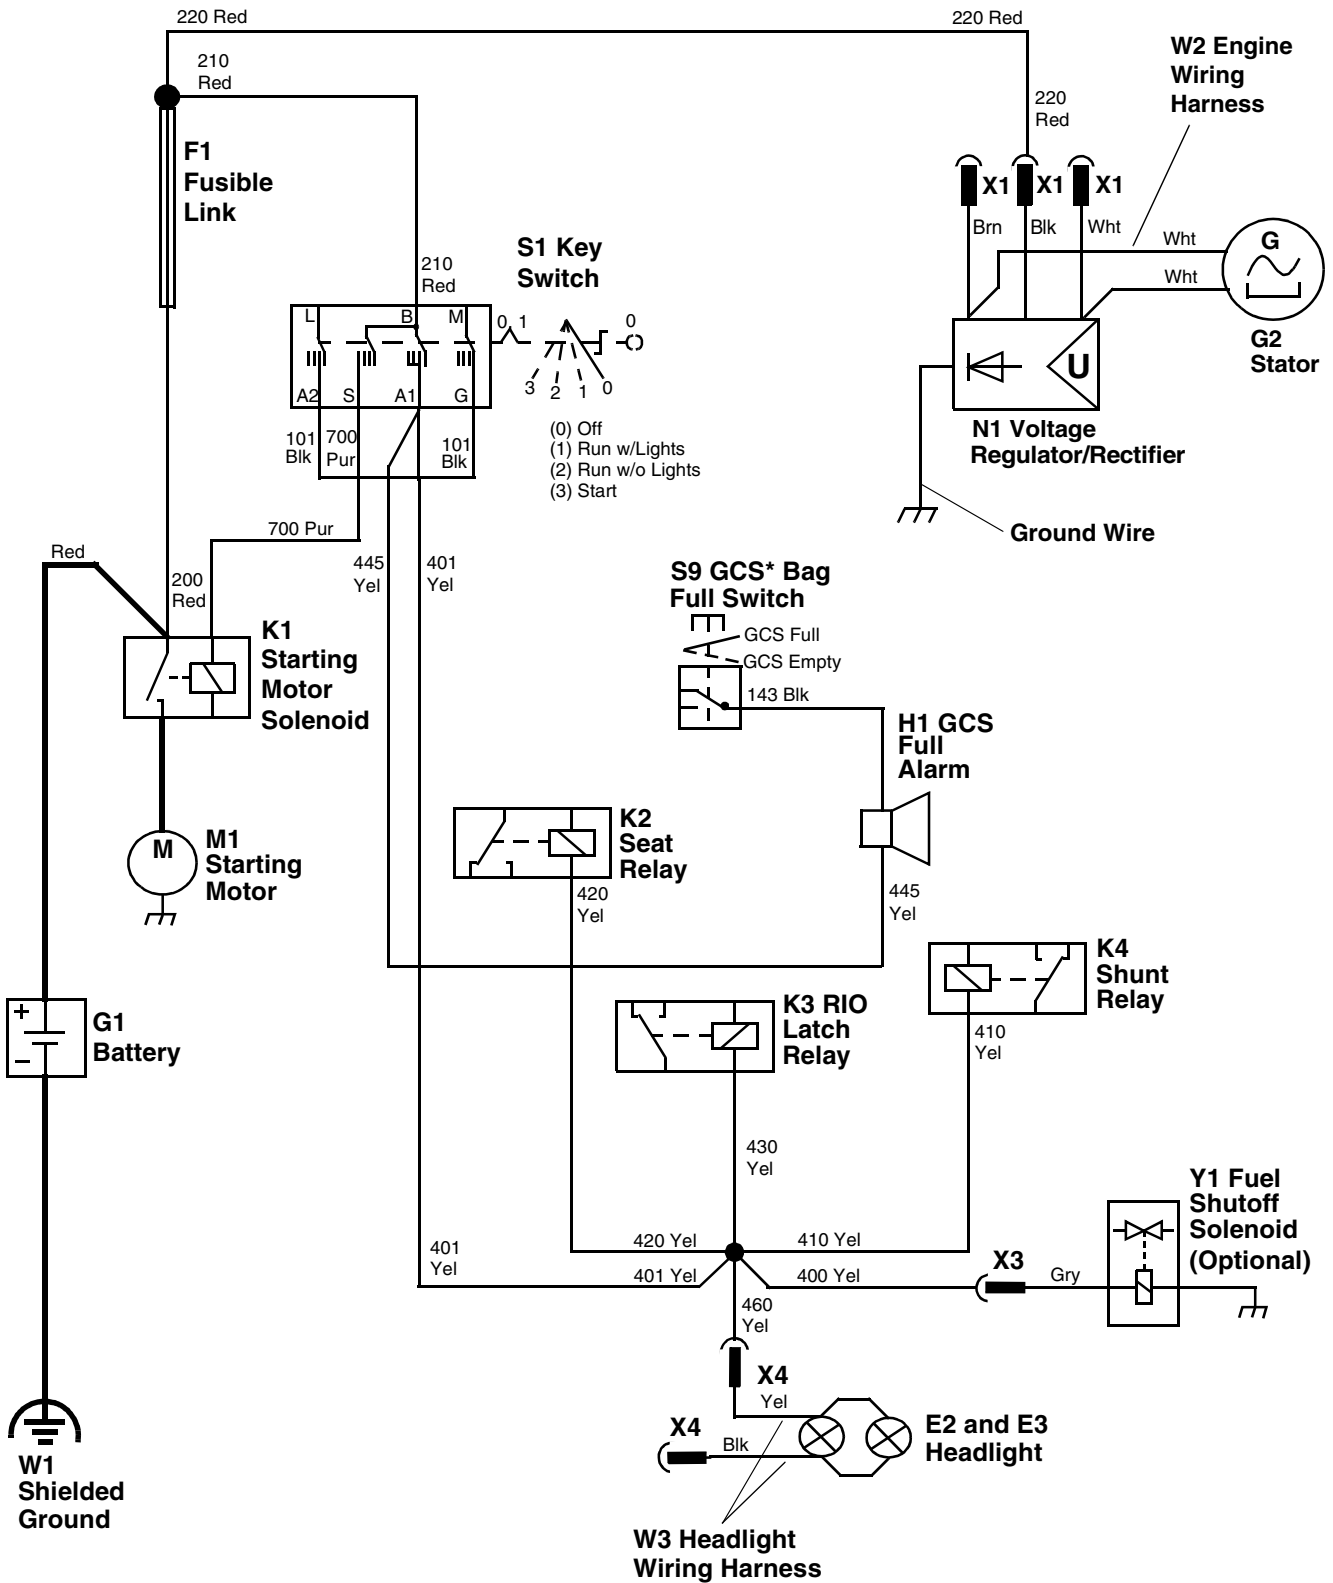 220 Red
220 Red
210
Red
W2 Engine
Wiring
Harness
220
Red
F1
Fusible
Link
X1
X1
X1
Brn
Blk
Wht
Wht
Wht
G
G2
Stator
S1 Key
Switch
210
Red
L
B
M
0
1
0
A2
S
A1
G
3
2
1
0
U
101
Blk
700
Pur
101
Blk
(0) Off
(1) Run w/Lights
(2) Run w/o Lights
(3) Start
N1 Voltage
Regulator/Rectifier
Ground Wire
700 Pur
Red
200
Red
445
Yel
401
Yel
S9 GCS* Bag
Full Switch
GCS Full
GCS Empty
143 Blk
K1
Starting
Motor
Solenoid
H1 GCS
Full
Alarm
M
M1
Starting
Motor
K2
Seat
Relay
420
Yel
445
Yel
K4
Shunt
Relay
410
Yel
K3 RIO
Latch
Relay
+
−
G1
Battery
430
Yel
Y1 Fuel
Shutoff
Solenoid
(Optional)
401
Yel
420 Yel
410 Yel
401 Yel
400 Yel
X3
Gry
460
Yel
X4
Yel
X4
Blk
E2 and E3
Headlight
W1
Shielded
Ground
W3 Headlight
Wiring Harness